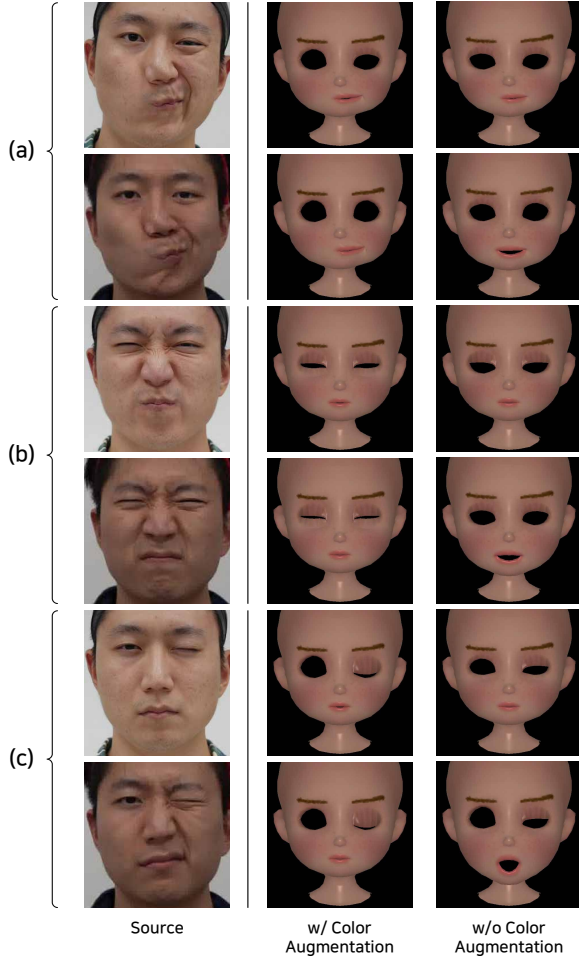 (a)
(b)
(c)
Source
w/ Color
Augmentation
w/o Color
Augmentation